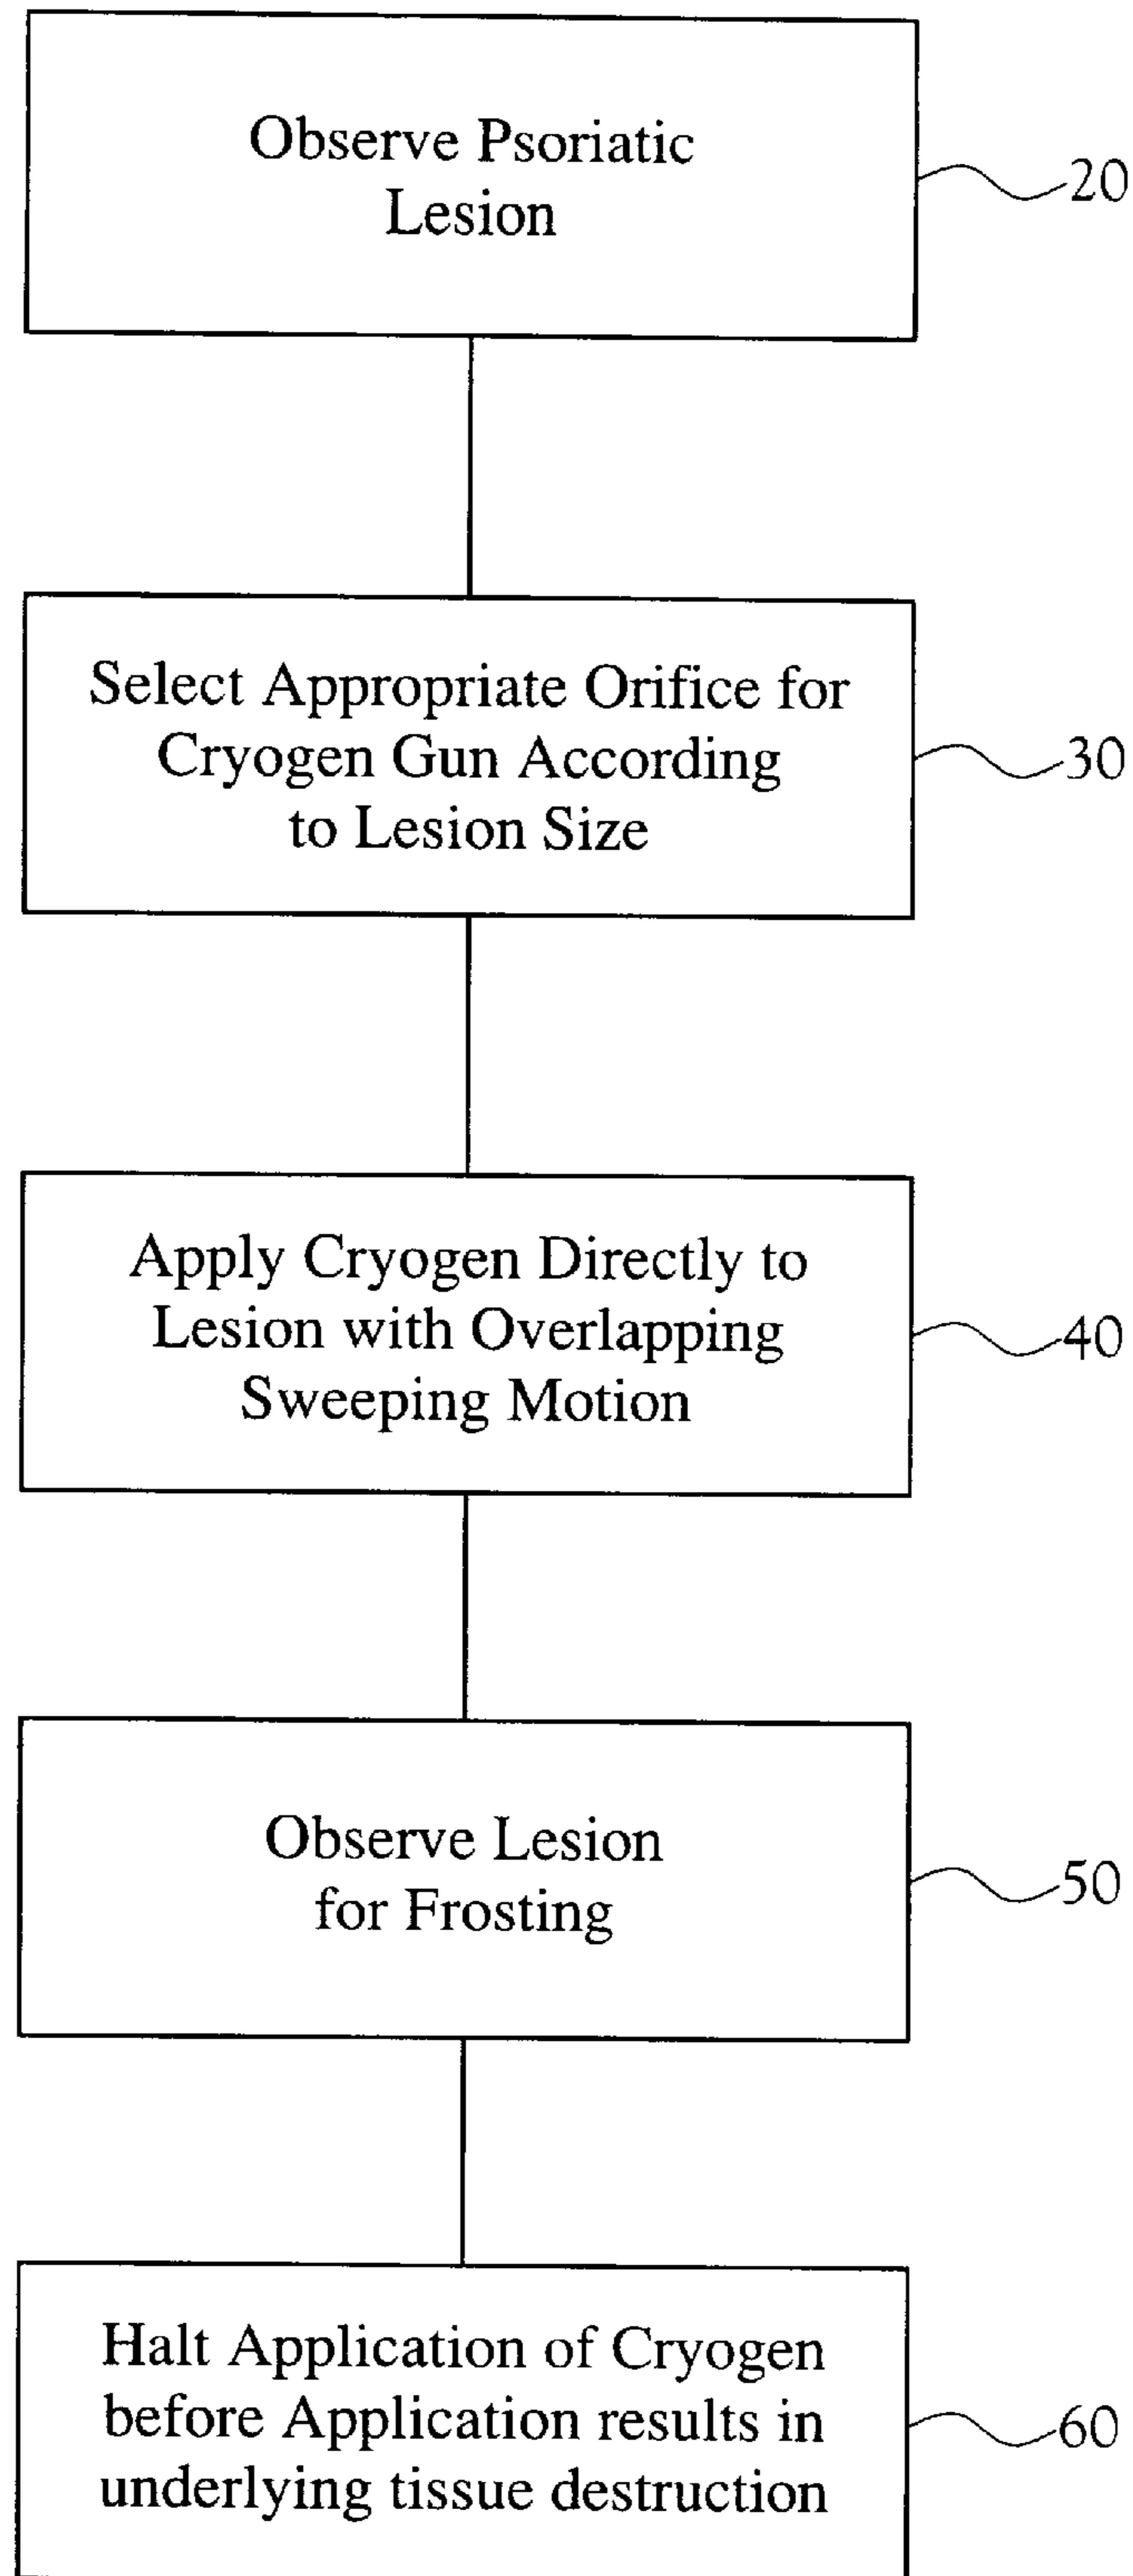 Observe Psoriatic
Lesion
20
Select Appropriate Orifice for
Cryogen Gun According
to Lesion Size
30
Apply Cryogen Directly to
Lesion with Overlapping
Sweeping Motion
40
Observe Lesion
for Frosting
50
Halt Application of Cryogen
before Application results in
underlying tissue destruction
60